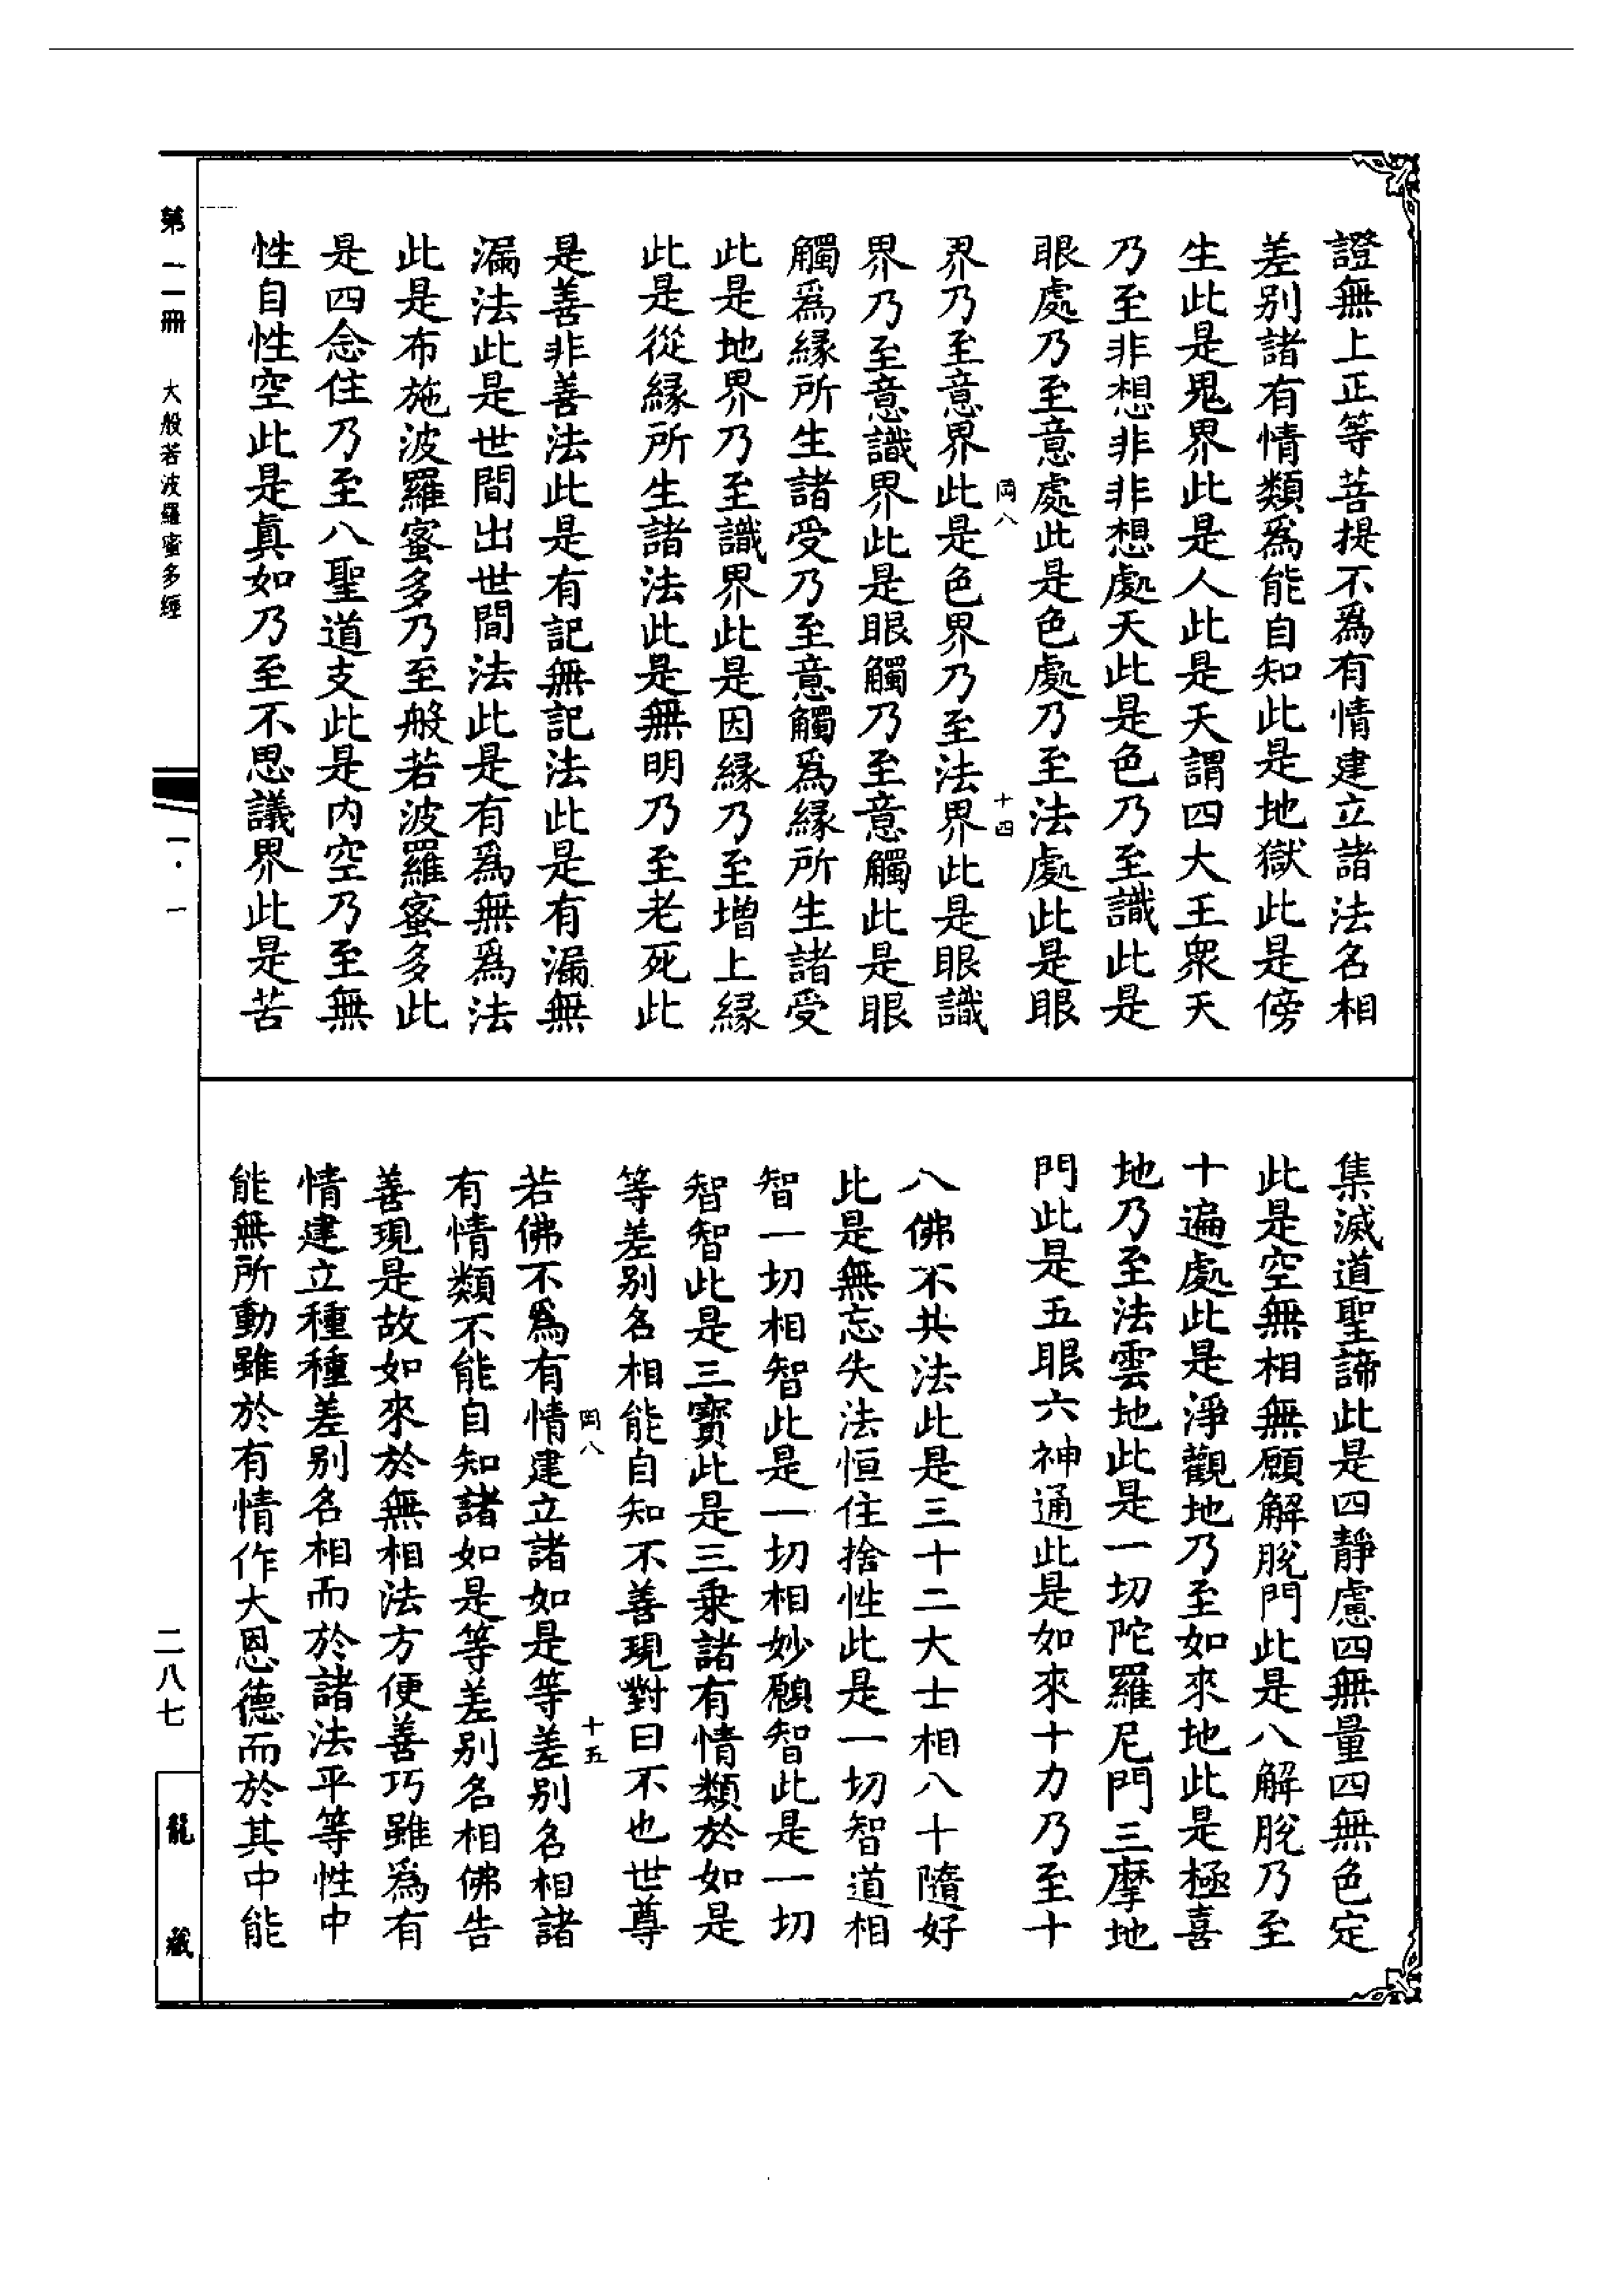 證無上正等菩提不爲有情建立諸法名相
差别諸有情類爲能自知此是地獄此是傍
生此是鬼界此是人此是天謂四大王衆天
乃至非想非非想處天此是色乃至識此是
眼處乃至意處此是色處乃至法處此是眼
岡八
十四
界乃至意界此是色界乃至法界此是眼識
界乃至意識界此是眼觸乃至意觸此是眼
觸爲緣所生諸受乃至意觸爲緣所生諸受
此是地界乃至識界此是因緣乃至增上緣
此是從緣所生諸法此是無明乃至老死此
是善非善法此是有記無記法此是有漏無
漏法此是世間出世間法此是有爲無爲法
此是布施波羅蜜多乃至般若波羅蜜多此
是四念住乃至八聖道支此是内空乃至無
性自性空此是眞如乃至不思議界此是苦
集滅道聖諦此是四靜慮四無量四無色定
此是空無相無願解脫門此是八解脫乃至
十遍處此是淨觀地乃至如來地此是極喜
地乃至法雲地此是一切陀羅尼門三摩地
門此是五眼六神通此是如來十力乃至十
八佛不共法此是三十二大士相八十隨好
此是無忘失法恒住捨性此是一切智道相
智一切相智此是一切相妙願智此是一切
智智此是三寶此是三乘諸有情類於如是
等差别名相能自知不善現對曰不也世尊
岡八
十五
若佛不爲有情建立諸如是等差别名相諸
有情類不能自知諸如是等差别名相佛告
善現是故如來於無相法方便善巧雖爲有
情建立種種差别名相而於諸法平等性中
能無所動雖於有情作大恩德而於其中能
第一一冊 大般若波羅蜜多經
一·一
二八七
龍藏